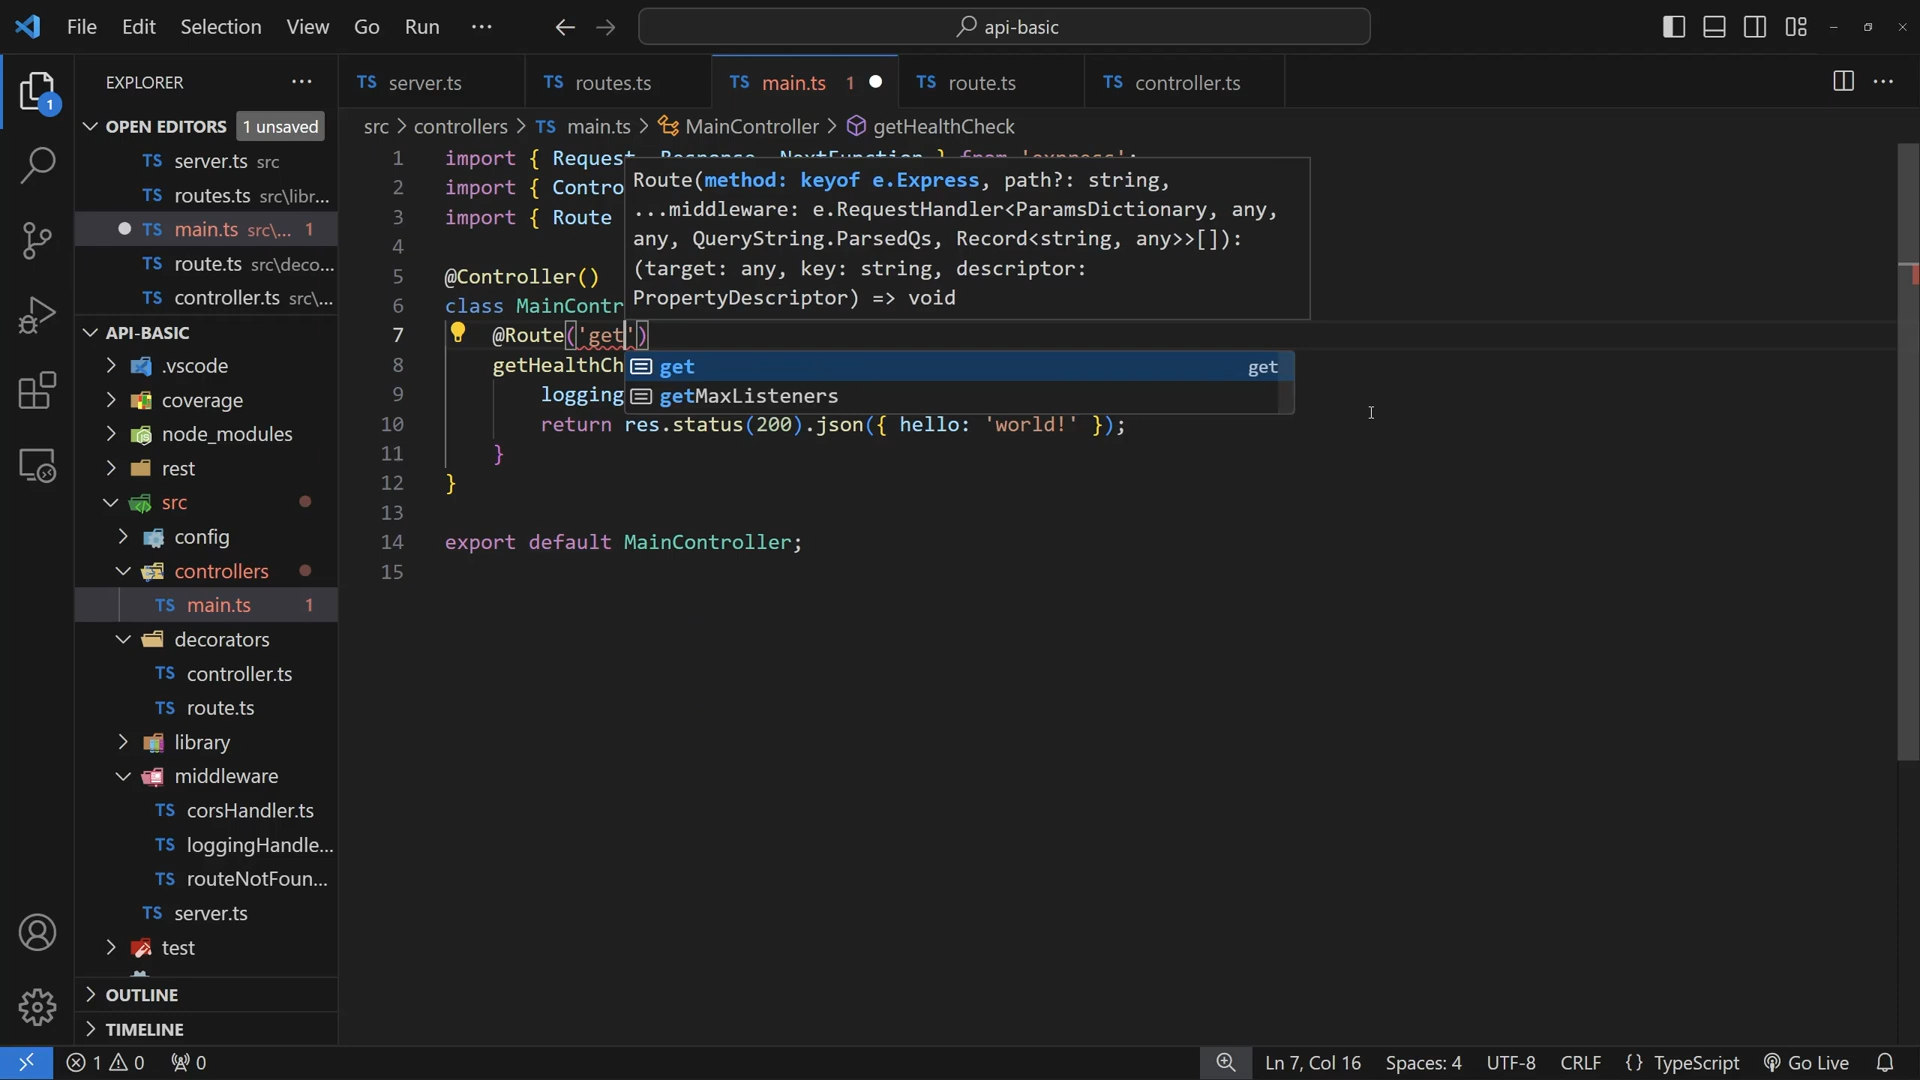 File Edit Selection View Go Run ...
api-basic
EXPLORER ...
TS server.ts
TS routes.ts
TS main.ts 1
TS route.ts
TS controller.ts
...
1
OPEN EDITORS 1 unsaved
TS server.ts src
TS routes.ts src\libr...
TS main.ts src\... 1
TS route.ts src\deco...
TS controller.ts src\...
API-BASIC
.vscode
coverage
node_modules
rest
src
config
controllers
TS main.ts 1
decorators
TS controller.ts
TS route.ts
library
middleware
TS corsHandler.ts
TS loggingHandle...
TS routeNotFoun...
TS server.ts
test
OUTLINE
TIMELINE
src > controllers > TS main.ts > MainController > getHealthCheck
1 import { Request, Response, NextFunction } from 'express';
2 import { Contro
3 import { Route
4
5 @Controller()
6 class MainContr
7 @Route('get')
8 getHealthCh
9 logging
10 return res.status(200).json({ hello: 'world!' });
11 }
12 }
13
14 export default MainController;
15
Route(method: keyof e.Express, path?: string,
...middleware: e.RequestHandler<ParamsDictionary, any,
any, QueryString.ParsedQs, Record<string, any>>[]):
(target: any, key: string, descriptor:
PropertyDescriptor) => void
get get
getMaxListeners
1 0 0 Ln 7, Col 16 Spaces: 4 UTF-8 CRLF {} TypeScript Go Live